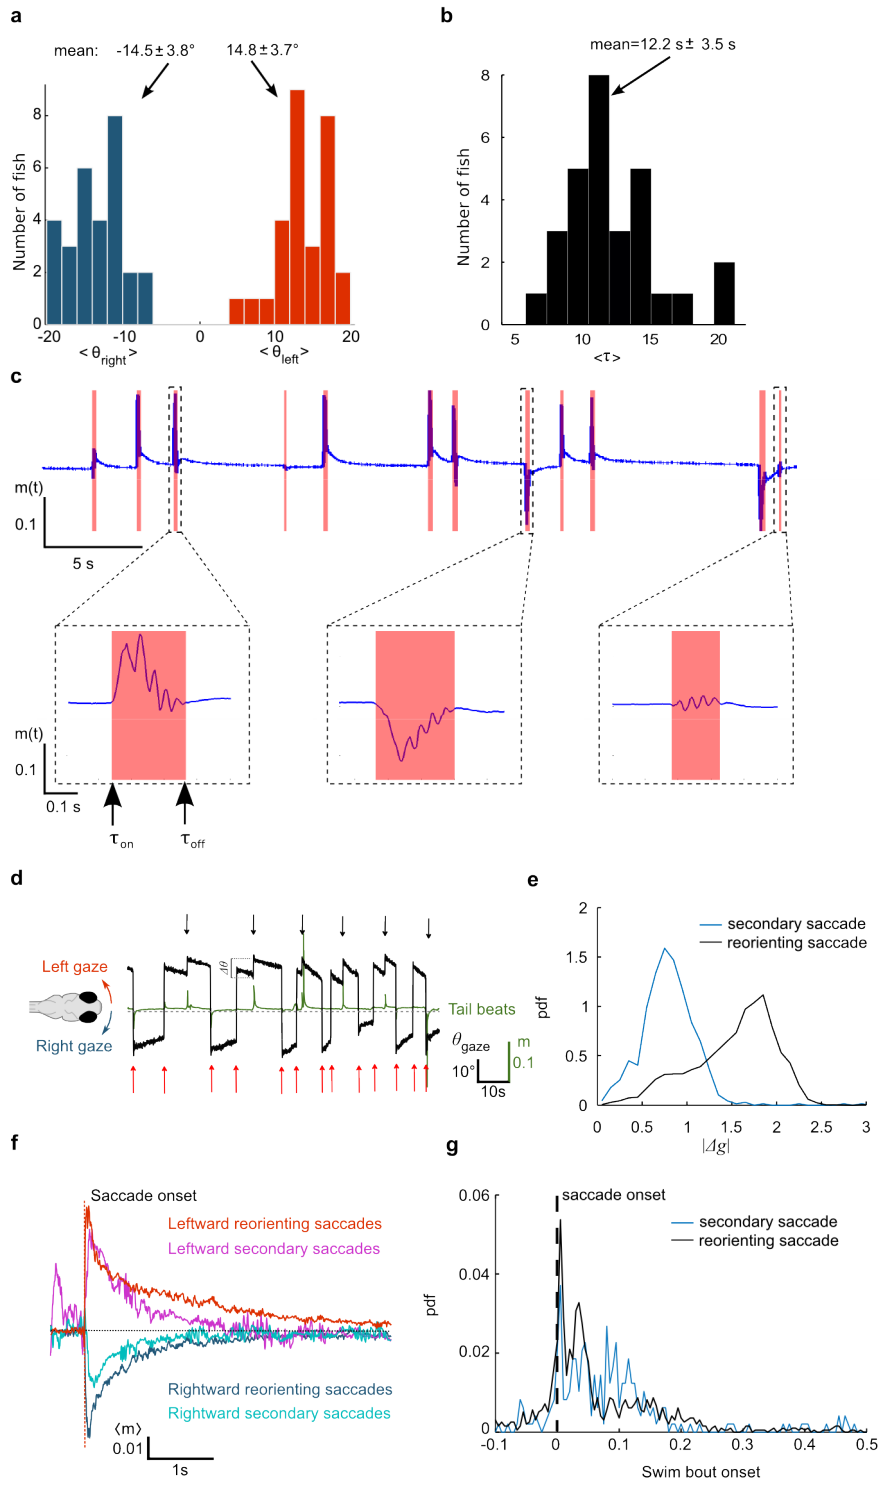 a
mean: -14.5±3.8° 14.8±3.7°
Number of fish
8
6
4
2
0
-20 -10 0 10 20
<θright> <θleft>
b
mean=12.2 s± 3.5 s
Number of fish
8
6
4
2
0
5 10 15 20
<τ>
c
m(t)
0.1
5 s
m(t)
0.1
0.1 s
τon τoff
d
Left gaze
Right gaze
Δθ
Tail beats
θgaze
m
0.1
10°
10s
e
pdf
2
1.5
1
0.5
0
secondary saccade
reorienting saccade
0 0.5 1 1.5 2 2.5 3
|Δg|
f
Saccade onset
Leftward reorienting saccades
Leftward secondary saccades
Rightward reorienting saccades
Rightward secondary saccades
⟨m⟩
0.01
1s
g
pdf
0.06
0.04
0.02
0
saccade onset
secondary saccade
reorienting saccade
-0.1 0 0.1 0.2 0.3 0.4 0.5
Swim bout onset